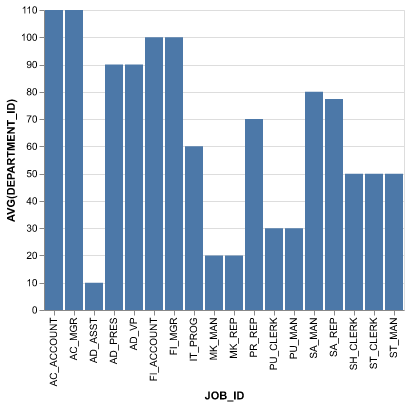 110
100
90
80
70
60
50
40
30
20
10
0
AVG(DEPARTMENT_ID)
AC_ACCOUNT
AC_MGR
AD_ASST
AD_PRES
AD_VP
FI_ACCOUNT
FI_MGR
IT_PROG
MK_MAN
MK_REP
PR_REP
PU_CLERK
PU_MAN
SA_MAN
SA_REP
SH_CLERK
ST_CLERK
ST_MAN
JOB_ID